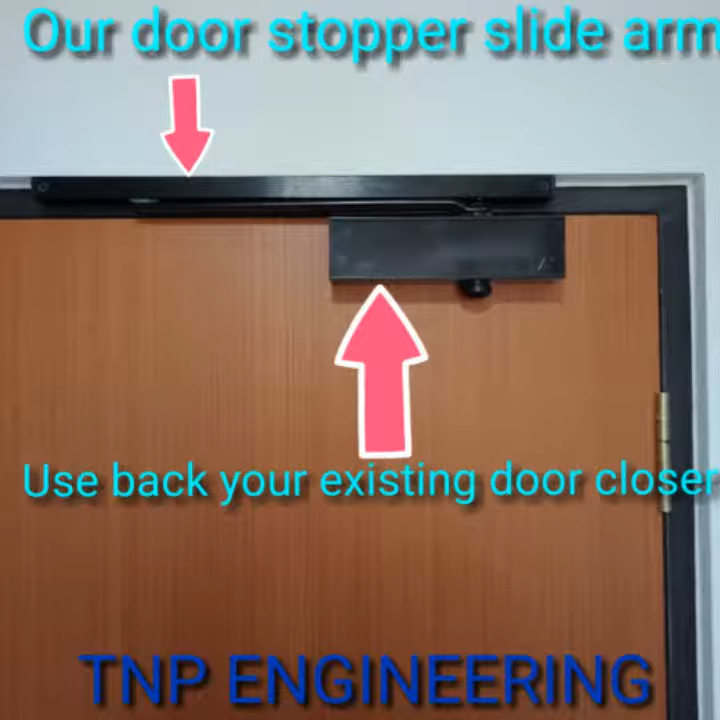 Our door stopper slide arm
Use back your existing door closer
TNP ENGINEERING